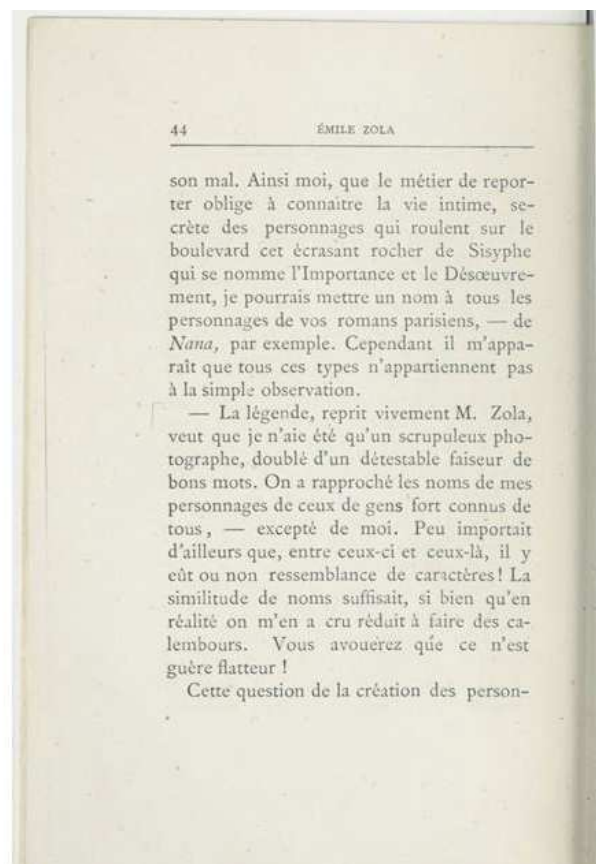 44 ÉMILE ZOLA
son mal. Ainsi moi, que le métier de repor-
ter oblige à connaitre la vie intime, se-
crète des personnages qui roulent sur le
boulevard cet écrasant rocher de Sisyphe
qui se nomme l'Importance et le Désœuvre-
ment, je pourrais mettre un nom à tous les
personnages de vos romans parisiens, — de
Nana, par exemple. Cependant il m'appa-
raît que tous ces types n'appartiennent pas
à la simple observation.
— La légende, reprit vivement M. Zola,
veut que je n'aie été qu'un scrupuleux pho-
tographe, doublé d'un détestable faiseur de
bons mots. On a rapproché les noms de mes
personnages de ceux de gens fort connus de
tous, — excepté de moi. Peu importait
d'ailleurs que, entre ceux-ci et ceux-là, il y
eût ou non ressemblance de caractères! La
similitude de noms suffisait, si bien qu'en
réalité on m'en a cru réduit à faire des ca-
lembours. Vous avouerez que ce n'est
guère flatteur !
Cette question de la création des person-